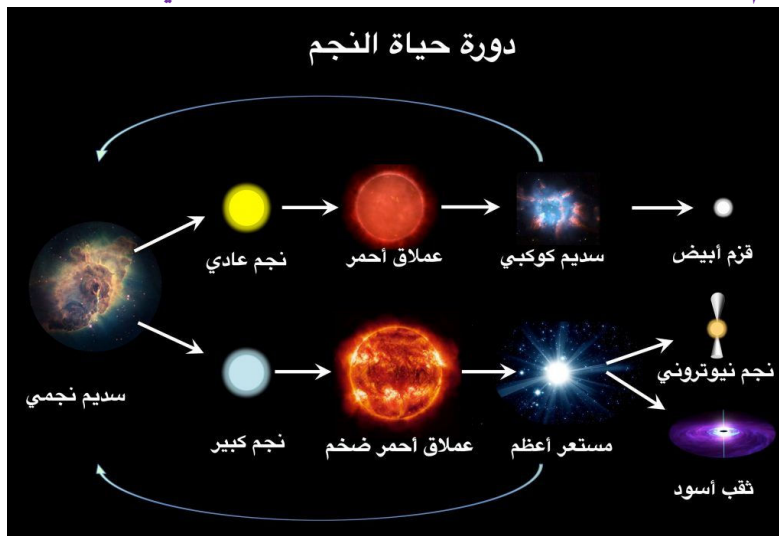 دورة حياة النجم
نجم عادي
عملاق أحمر
سديم كوكبي
قزم أبيض
سديم نجمي
نجم كبير
عملاق أحمر ضخم
مستعر أعظم
نجم نيوتروني
ثقب أسود